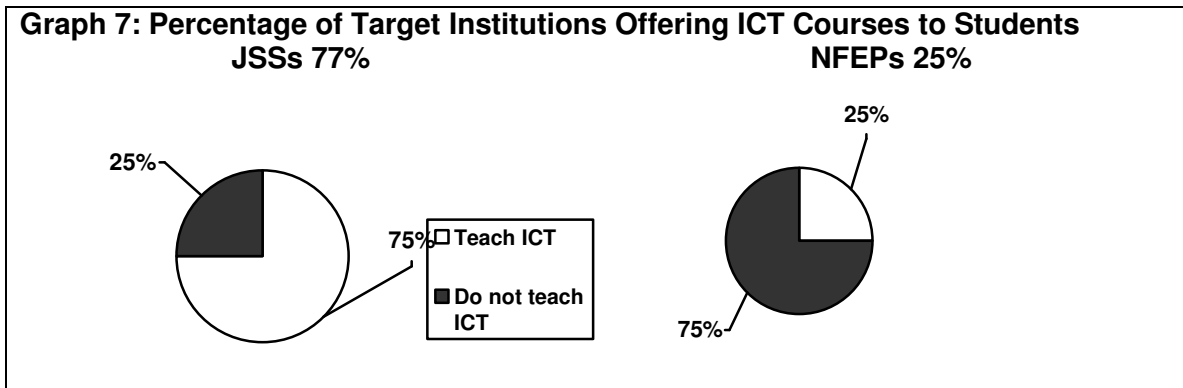 Graph 7: Percentage of Target Institutions Offering ICT Courses to Students
JSSs 77% NFEPs 25%
25%
75%
Teach ICT
Do not teach
ICT
25%
75%